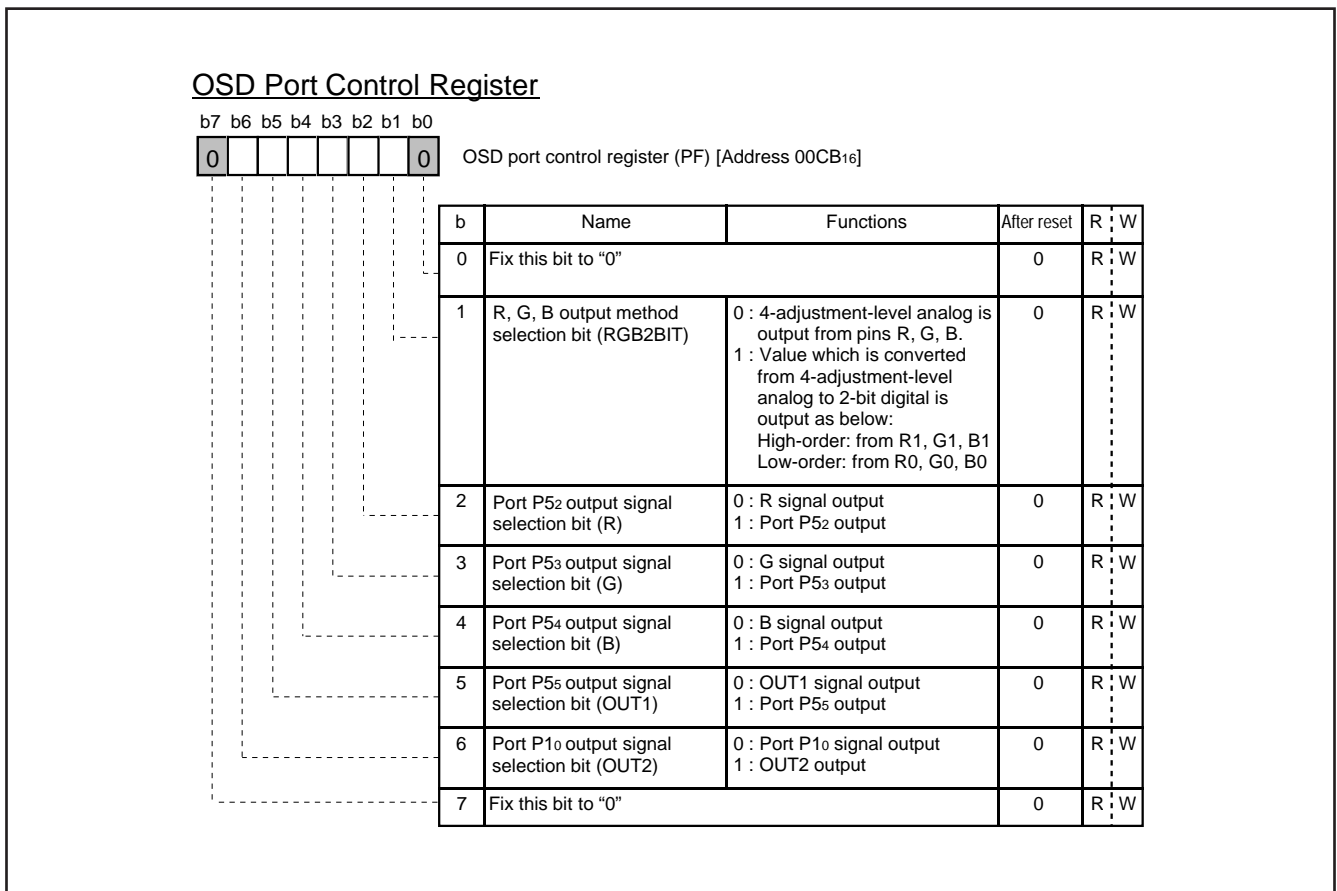 OSD Port Control Register
b7 b6 b5 b4 b3 b2 b1 b0
0 0
OSD port control register (PF) [Address 00CB16]
b Name Functions After reset R W
0 Fix this bit to “0” 0 R W
1 R, G, B output method 0 : 4-adjustment-level analog is 0 R W
selection bit (RGB2BIT) output from pins R, G, B.
1 : Value which is converted
from 4-adjustment-level
analog to 2-bit digital is
output as below:
High-order: from R1, G1, B1
Low-order: from R0, G0, B0
2 Port P52 output signal 0 : R signal output 0 R W
selection bit (R) 1 : Port P52 output
3 Port P53 output signal 0 : G signal output 0 R W
selection bit (G) 1 : Port P53 output
4 Port P54 output signal 0 : B signal output 0 R W
selection bit (B) 1 : Port P54 output
5 Port P55 output signal 0 : OUT1 signal output 0 R W
selection bit (OUT1) 1 : Port P55 output
6 Port P10 output signal 0 : Port P10 signal output 0 R W
selection bit (OUT2) 1 : OUT2 output
7 Fix this bit to “0” 0 R W